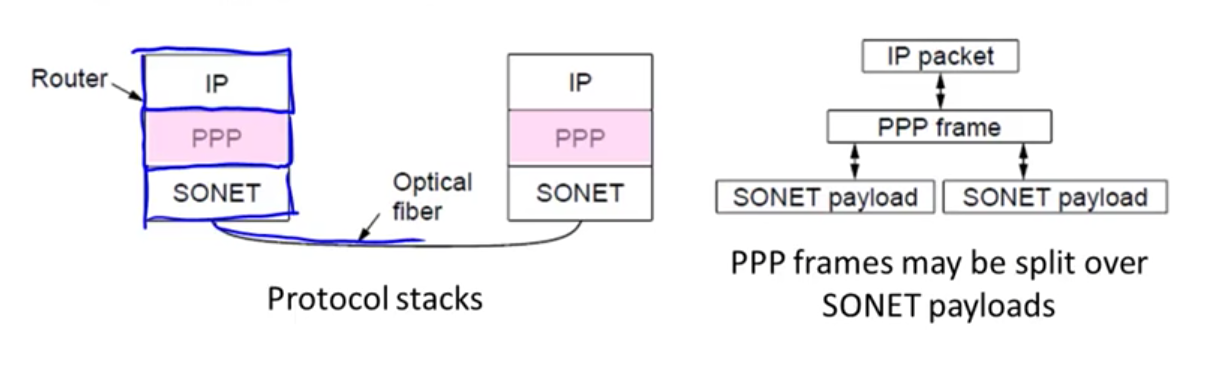 Router
IP
PPP
SONET
Optical
fiber
IP
PPP
SONET
Protocol stacks
IP packet
PPP frame
SONET payload
SONET payload
PPP frames may be split over
SONET payloads